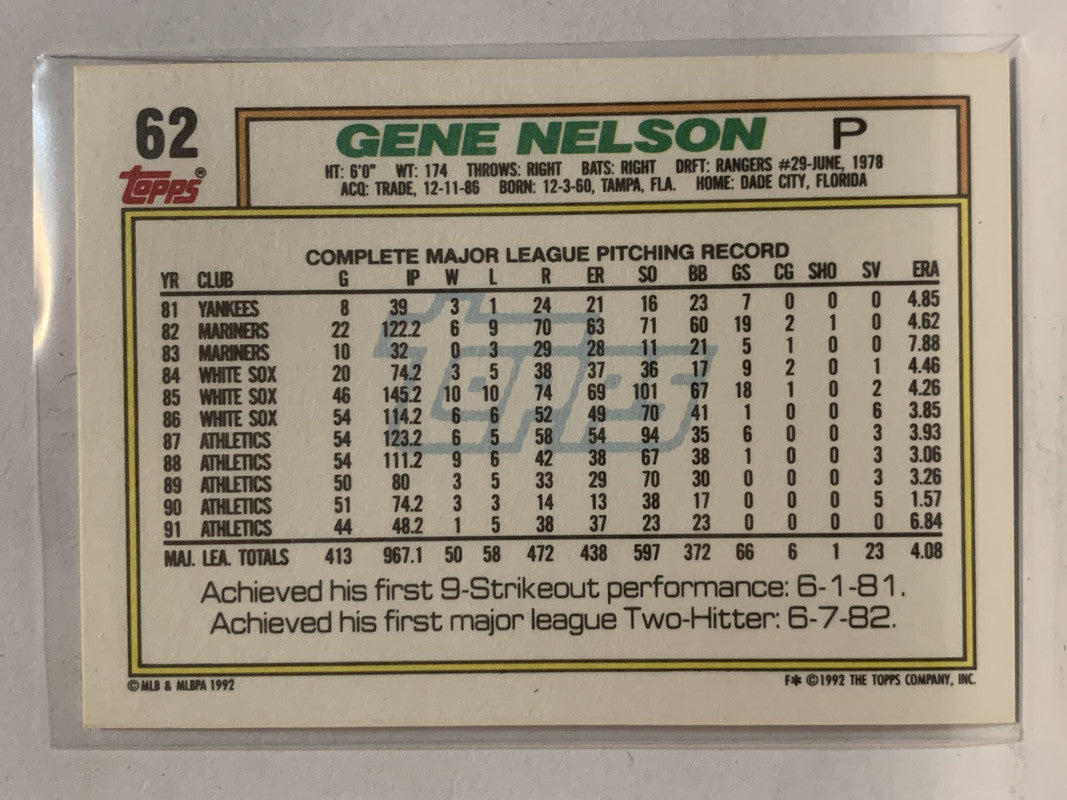 62
GENE NELSON P
topps®
HT: 6'0" WT: 174 THROWS: RIGHT BATS: RIGHT DRFT: RANGERS #29-JUNE, 1978
ACQ: TRADE, 12-11-86 BORN: 12-3-60, TAMPA, FLA. HOME: DADE CITY, FLORIDA
COMPLETE MAJOR LEAGUE PITCHING RECORD
YR CLUB G IP W L R ER SO BB GS CG SHO SV ERA
81 YANKEES 8 39 3 1 24 21 16 23 7 0 0 0 4.85
82 MARINERS 22 122.2 6 9 70 63 71 60 19 2 1 0 4.62
83 MARINERS 10 32 0 3 29 28 11 21 5 1 0 0 7.88
84 WHITE SOX 20 74.2 3 5 38 37 36 17 9 2 0 1 4.46
85 WHITE SOX 46 145.2 10 10 74 69 101 67 18 1 0 2 4.26
86 WHITE SOX 54 114.2 6 6 52 49 70 41 1 0 0 6 3.85
87 ATHLETICS 54 123.2 6 5 58 54 94 35 6 0 0 3 3.93
88 ATHLETICS 54 111.2 9 6 42 38 67 38 1 0 0 3 3.06
89 ATHLETICS 50 80 3 5 33 29 70 30 0 0 0 3 3.26
90 ATHLETICS 51 74.2 3 3 14 13 38 17 0 0 0 5 1.57
91 ATHLETICS 44 48.2 1 5 38 37 23 23 0 0 0 0 6.84
MAJ. LEA. TOTALS 413 967.1 50 58 472 438 597 372 66 6 1 23 4.08
topps
Achieved his first 9-Strikeout performance: 6-1-81.
Achieved his first major league Two-Hitter: 6-7-82.
© MLB & MLBPA 1992 F✱ © 1992 THE TOPPS COMPANY, INC.